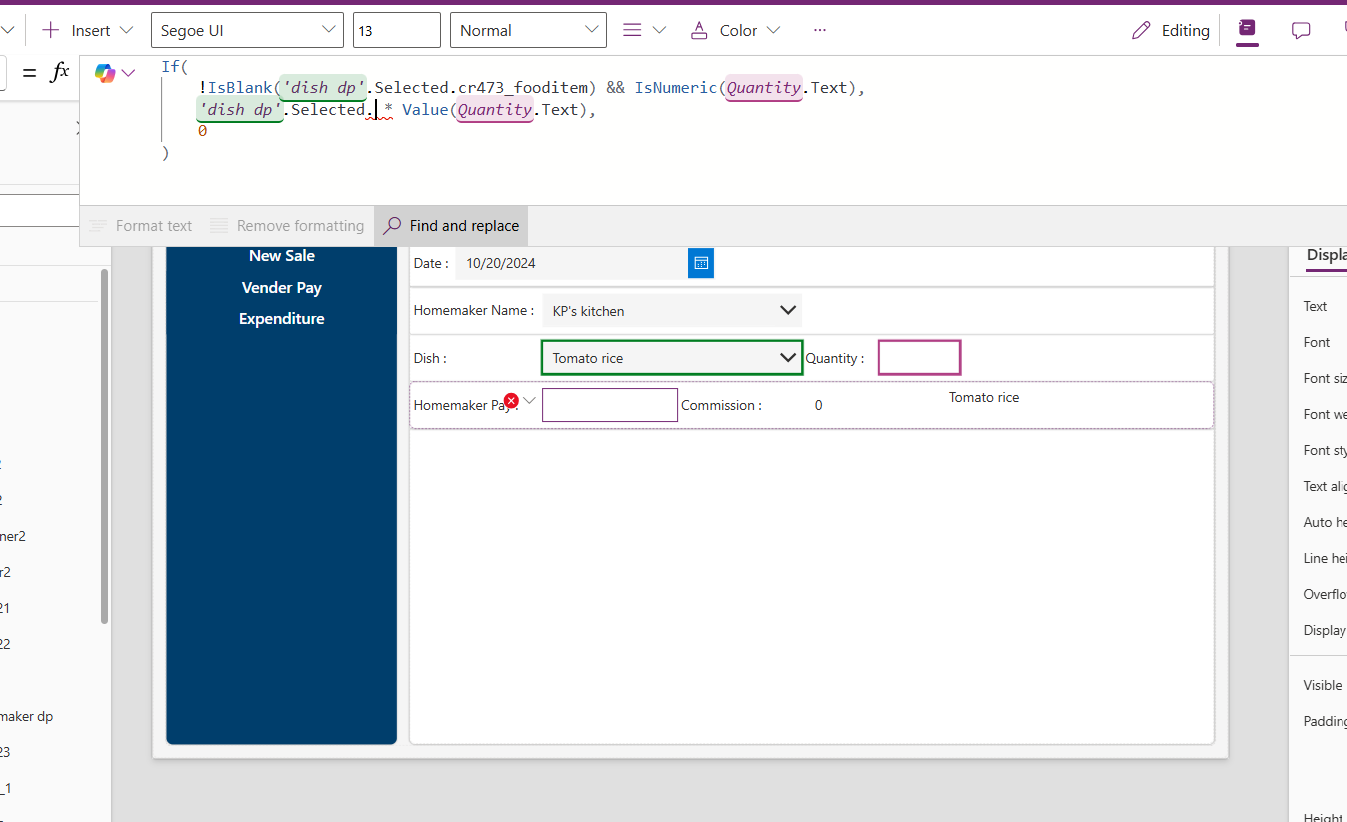 Insert Segoe UI 13 Normal Color ... Editing
= fx If(
!IsBlank('dish dp'.Selected.cr473_fooditem) && IsNumeric(Quantity.Text),
'dish dp'.Selected. * Value(Quantity.Text),
0
)
Format text Remove formatting Find and replace
New Sale
Vender Pay
Expenditure
Date : 10/20/2024
Homemaker Name : KP's kitchen
Dish : Tomato rice Quantity :
Homemaker Pay : Commission : 0 Tomato rice
2
2
ner2
r2
21
22
maker dp
23
_1
Displa
Text
Font
Font siz
Font we
Font sty
Text alig
Auto he
Line hei
Overflo
Display
Visible
Padding
Height